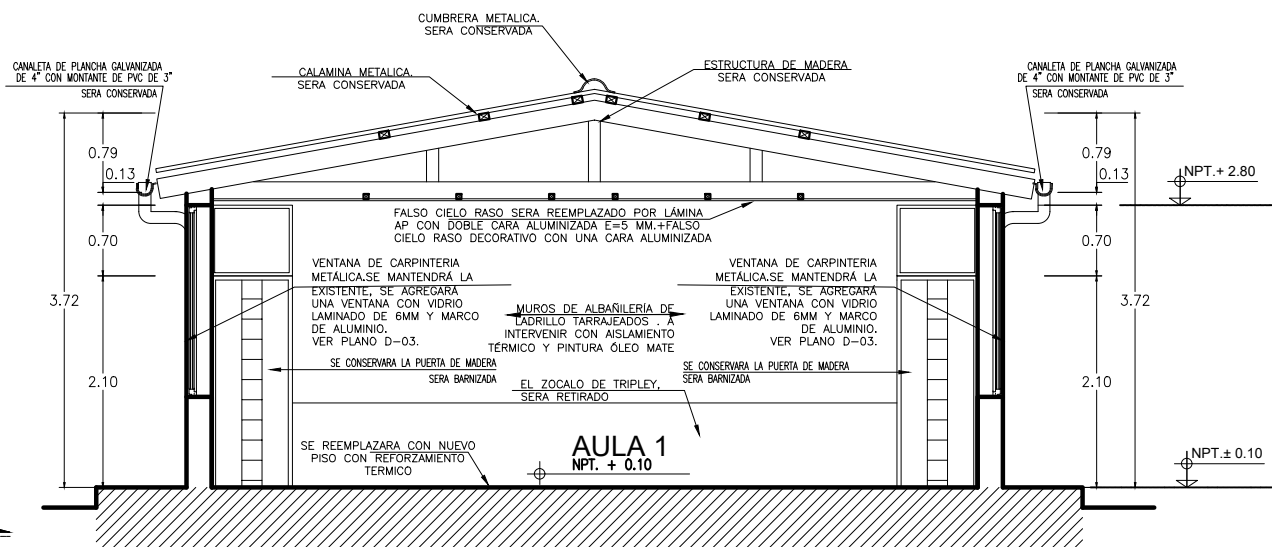 CUMBRERA METALICA.
SERA CONSERVADA
CANALETA DE PLANCHA GALVANIZADA
DE 4" CON MONTANTE DE PVC DE 3"
SERA CONSERVADA
CALAMINA METALICA.
SERA CONSERVADA
ESTRUCTURA DE MADERA
SERA CONSERVADA
CANALETA DE PLANCHA GALVANIZADA
DE 4" CON MONTANTE DE PVC DE 3"
SERA CONSERVADA
0.79
0.13
0.70
3.72
2.10
0.79
0.13
0.70
3.72
2.10
NPT.+ 2.80
FALSO CIELO RASO SERA REEMPLAZADO POR LÁMINA
AP CON DOBLE CARA ALUMINIZADA E=5 MM.+FALSO
CIELO RASO DECORATIVO CON UNA CARA ALUMINIZADA
VENTANA DE CARPINTERIA
METÁLICA.SE MANTENDRÁ LA
EXISTENTE, SE AGREGARÁ
UNA VENTANA CON VIDRIO
LAMINADO DE 6MM Y MARCO
DE ALUMINIO.
VER PLANO D-03.
MUROS DE ALBAÑILERÍA DE
LADRILLO TARRAJEADOS . A
INTERVENIR CON AISLAMIENTO
TÉRMICO Y PINTURA ÓLEO MATE
VENTANA DE CARPINTERIA
METÁLICA.SE MANTENDRÁ LA
EXISTENTE, SE AGREGARÁ
UNA VENTANA CON VIDRIO
LAMINADO DE 6MM Y MARCO
DE ALUMINIO.
VER PLANO D-03.
SE CONSERVARA LA PUERTA DE MADERA
SERA BARNIZADA
SE CONSERVARA LA PUERTA DE MADERA
SERA BARNIZADA
EL ZOCALO DE TRIPLEY,
SERA RETIRADO
SE REEMPLAZARA CON NUEVO
PISO CON REFORZAMIENTO
TERMICO
AULA 1
NPT. + 0.10
NPT.± 0.10